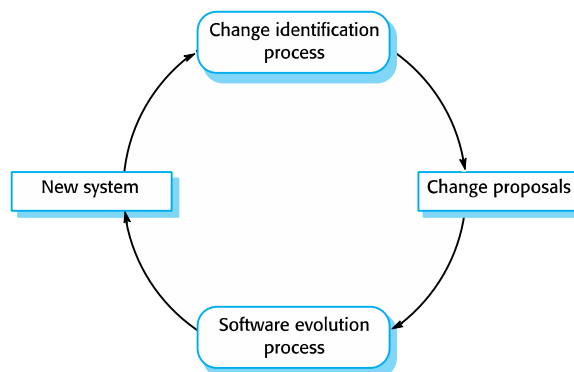 Change identification
process
New system
Change proposals
Software evolution
process